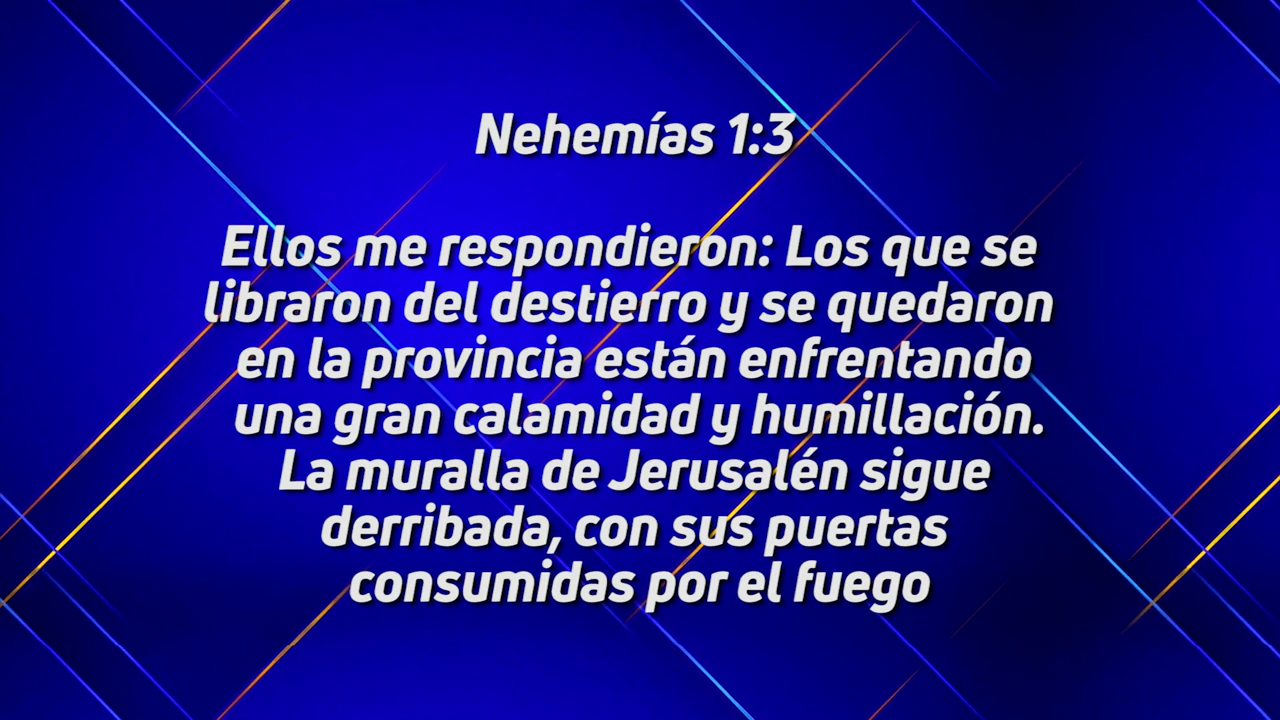 Nehemías 1:3
Ellos me respondieron: Los que se
libraron del destierro y se quedaron
en la provincia están enfrentando
una gran calamidad y humillación.
La muralla de Jerusalén sigue
derribada, con sus puertas
consumidas por el fuego